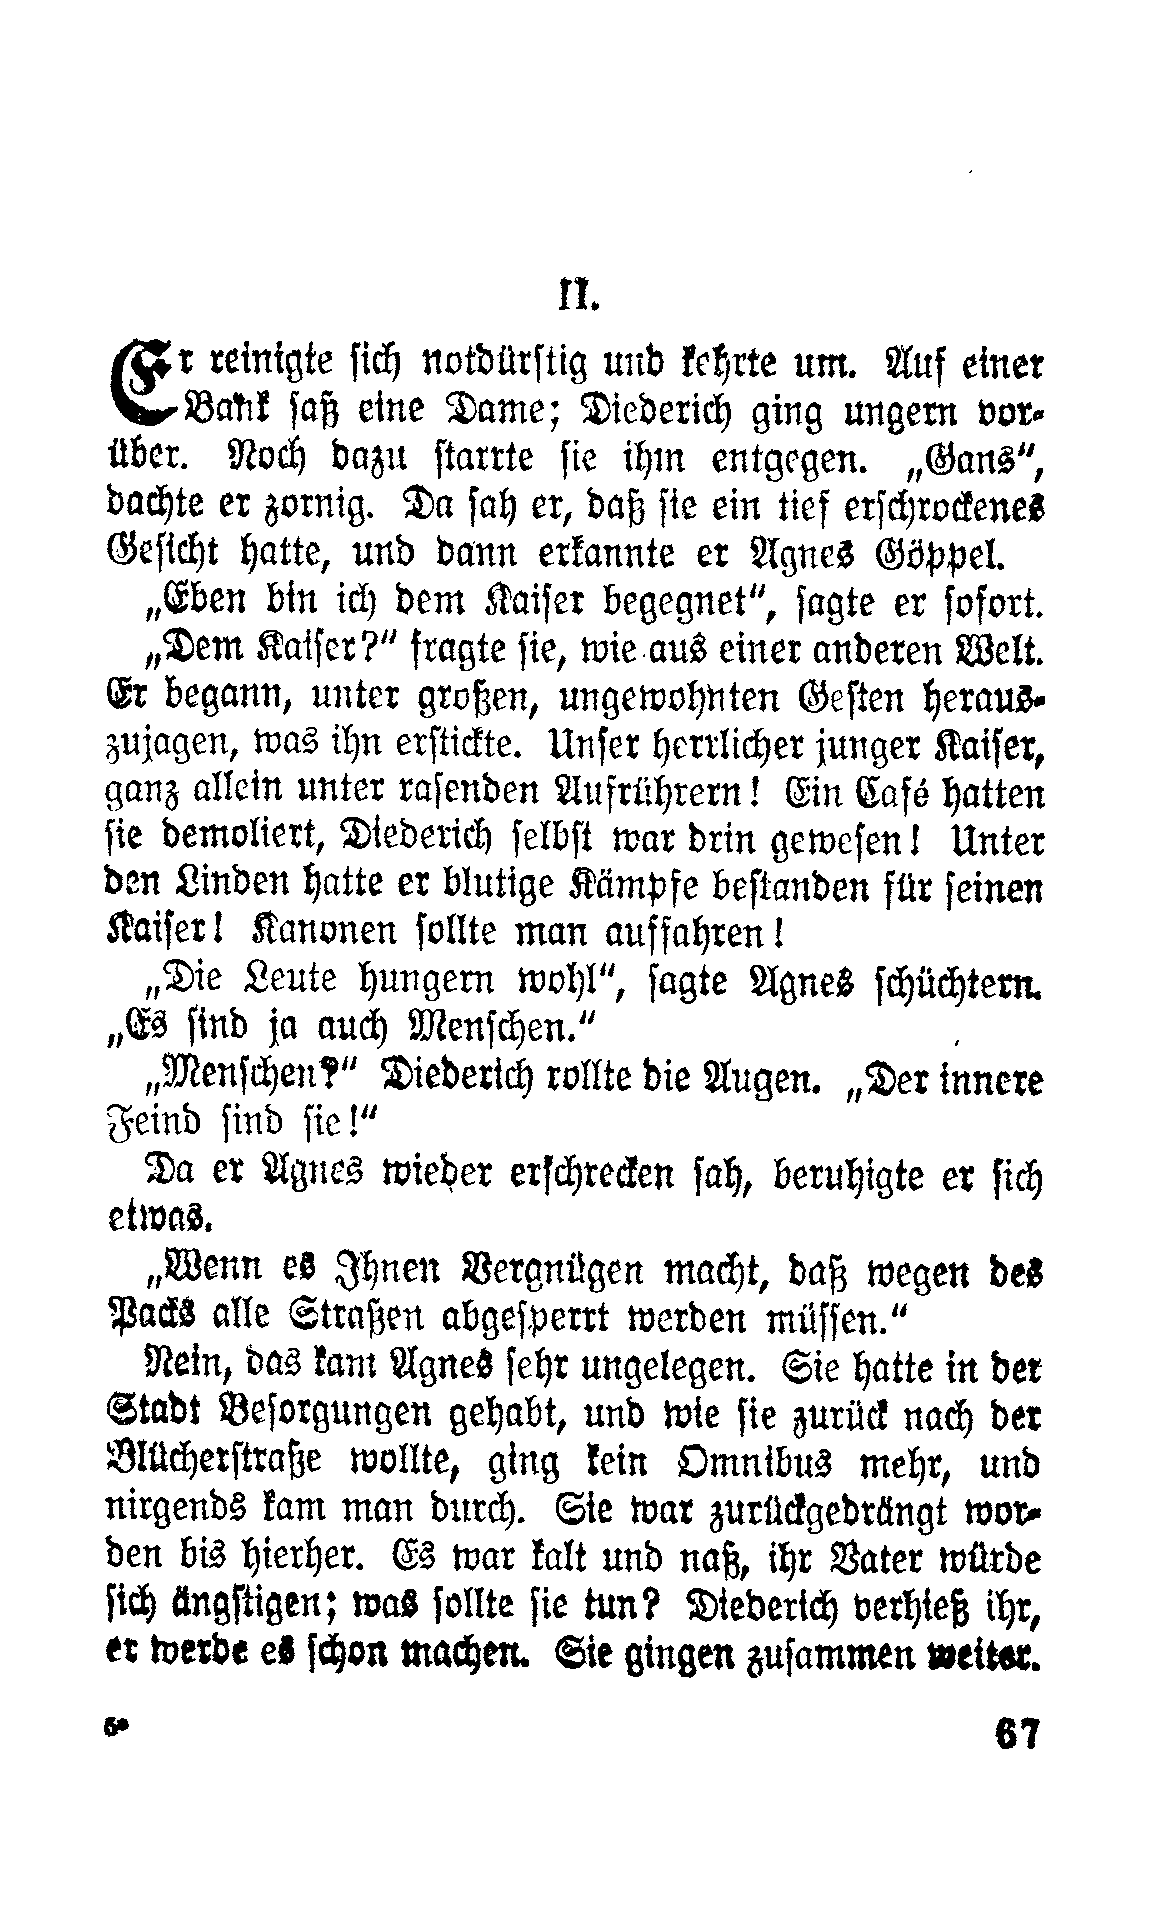 II.
Er reinigte sich notdürftig und kehrte um. Auf einer
Bank saß eine Dame; Diederich ging ungern vor-
über. Noch dazu starrte sie ihm entgegen. „Gans“,
dachte er zornig. Da sah er, daß sie ein tief erschrockenes
Gesicht hatte, und dann erkannte er Agnes Göppel.
„Eben bin ich dem Kaiser begegnet“, sagte er sofort.
„Dem Kaiser?“ fragte sie, wie aus einer anderen Welt.
Er begann, unter großen, ungewohnten Gesten heraus-
zujagen, was ihn erstickte. Unser herrlicher junger Kaiser,
ganz allein unter rasenden Aufrührern! Ein Café hatten
sie demoliert, Diederich selbst war drin gewesen! Unter
den Linden hatte er blutige Kämpfe bestanden für seinen
Kaiser! Kanonen sollte man auffahren!
„Die Leute hungern wohl“, sagte Agnes schüchtern.
„Es sind ja auch Menschen.“
„Menschen?“ Diederich rollte die Augen. „Der innere
Feind sind sie!“
Da er Agnes wieder erschrecken sah, beruhigte er sich
etwas.
„Wenn es Ihnen Vergnügen macht, daß wegen des
Packs alle Straßen abgesperrt werden müssen.“
Nein, das kam Agnes sehr ungelegen. Sie hatte in der
Stadt Besorgungen gehabt, und wie sie zurück nach der
Blücherstraße wollte, ging kein Omnibus mehr, und
nirgends kam man durch. Sie war zurückgedrängt wor-
den bis hierher. Es war kalt und naß, ihr Vater würde
sich ängstigen; was sollte sie tun? Diederich verhieß ihr,
er werde es schon machen. Sie gingen zusammen weiter.
5* 67